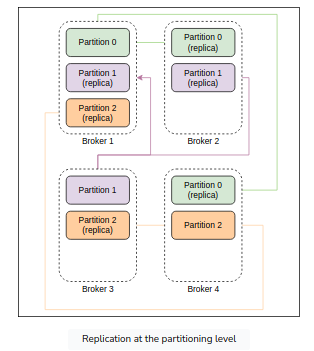 Partition 0
Partition 1
(replica)
Partition 2
(replica)
Broker 1
Partition 0
(replica)
Partition 1
(replica)
Broker 2
Partition 1
Partition 2
(replica)
Broker 3
Partition 0
(replica)
Partition 2
Broker 4
Replication at the partitioning level